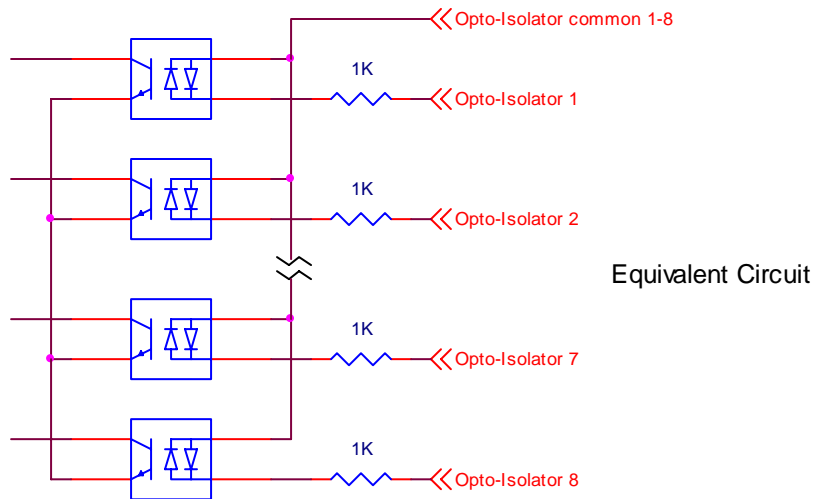 Opto-Isolator common 1-8
1K
Opto-Isolator 1
1K
Opto-Isolator 2
Equivalent Circuit
1K
Opto-Isolator 7
1K
Opto-Isolator 8